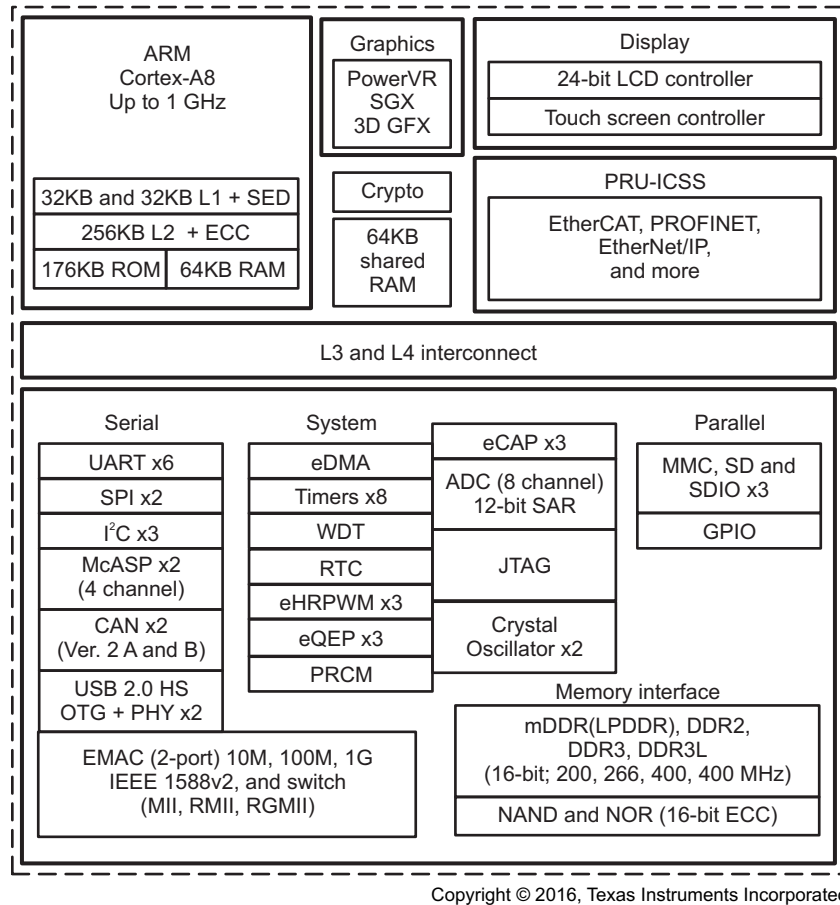 ARM
Cortex-A8
Up to 1 GHz
32KB and 32KB L1 + SED
256KB L2 + ECC
176KB ROM
64KB RAM
Graphics
PowerVR
SGX
3D GFX
Crypto
64KB
shared
RAM
Display
24-bit LCD controller
Touch screen controller
PRU-ICSS
EtherCAT, PROFINET,
EtherNet/IP,
and more
L3 and L4 interconnect
Serial
UART x6
SPI x2
I²C x3
McASP x2
(4 channel)
CAN x2
(Ver. 2 A and B)
USB 2.0 HS
OTG + PHY x2
EMAC (2-port) 10M, 100M, 1G
IEEE 1588v2, and switch
(MII, RMII, RGMII)
System
eDMA
Timers x8
WDT
RTC
eHRPWM x3
eQEP x3
PRCM
eCAP x3
ADC (8 channel)
12-bit SAR
JTAG
Crystal
Oscillator x2
Parallel
MMC, SD and
SDIO x3
GPIO
Memory interface
mDDR(LPDDR), DDR2,
DDR3, DDR3L
(16-bit; 200, 266, 400, 400 MHz)
NAND and NOR (16-bit ECC)
Copyright © 2016, Texas Instruments Incorporated